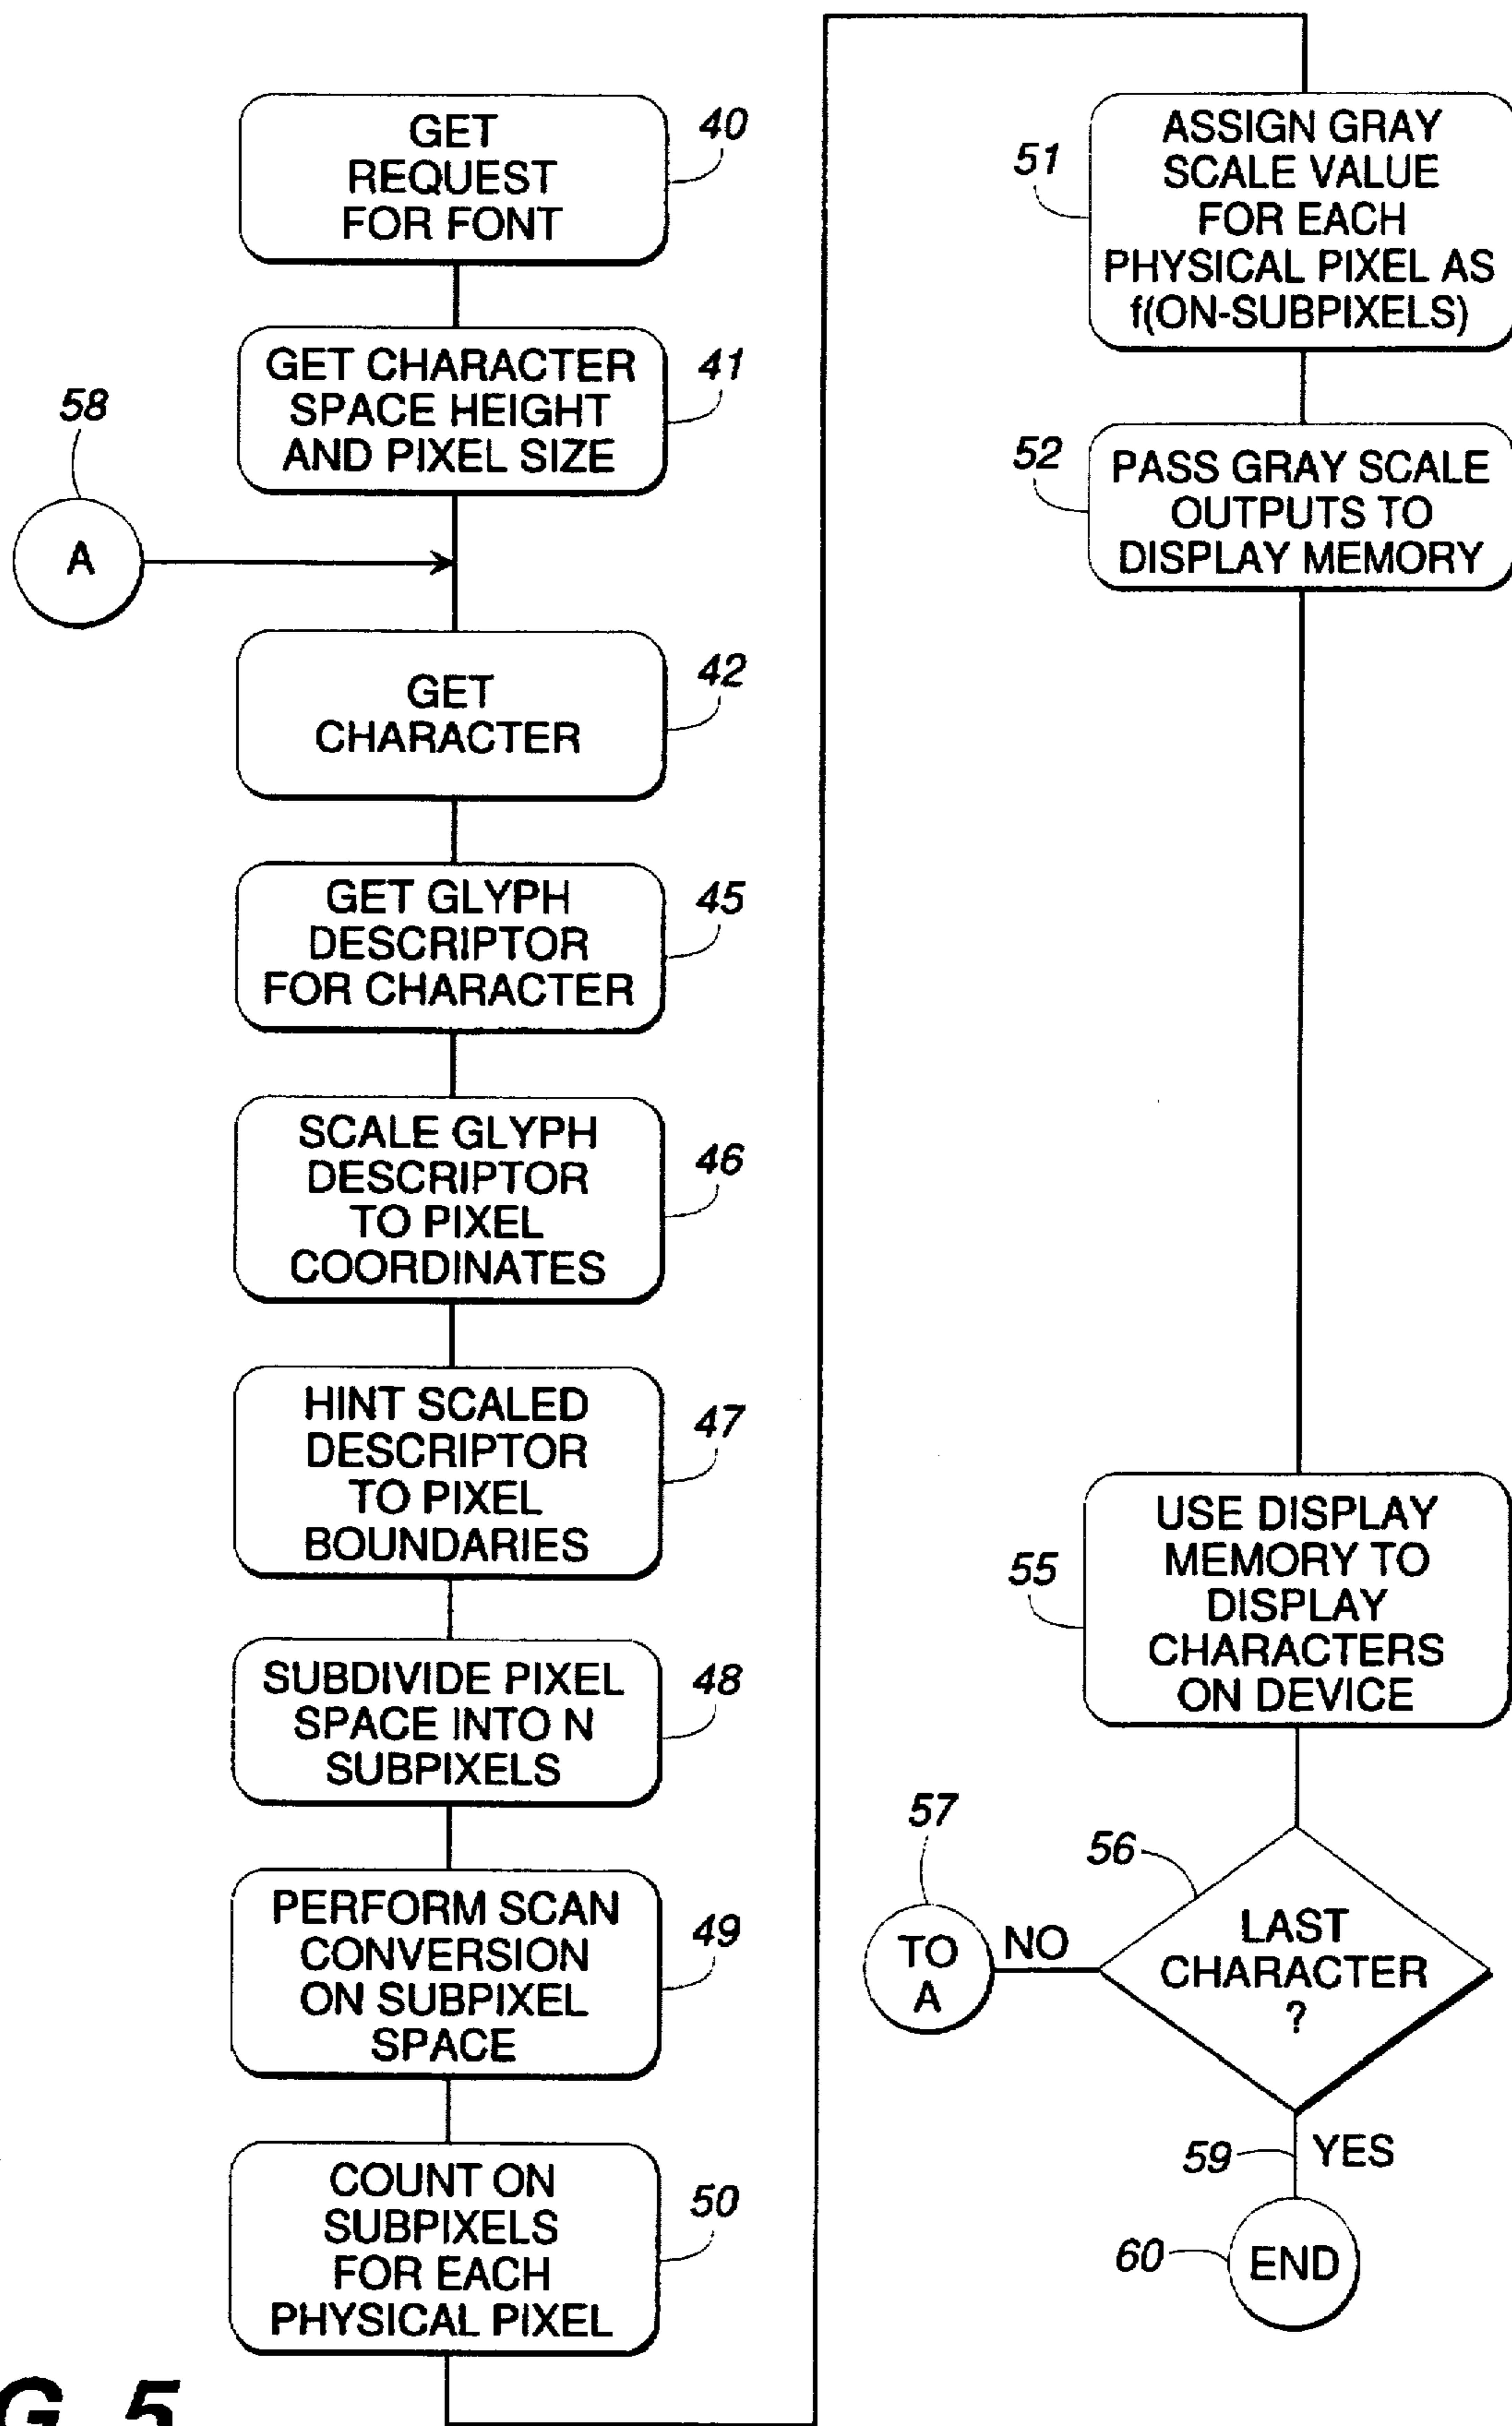 GET
REQUEST
FOR FONT
40
GET CHARACTER
SPACE HEIGHT
AND PIXEL SIZE
41
58
A
GET
CHARACTER
42
GET GLYPH
DESCRIPTOR
FOR CHARACTER
45
SCALE GLYPH
DESCRIPTOR
TO PIXEL
COORDINATES
46
HINT SCALED
DESCRIPTOR
TO PIXEL
BOUNDARIES
47
SUBDIVIDE PIXEL
SPACE INTO N
SUBPIXELS
48
PERFORM SCAN
CONVERSION
ON SUBPIXEL
SPACE
49
COUNT ON
SUBPIXELS
FOR EACH
PHYSICAL PIXEL
50
51
ASSIGN GRAY
SCALE VALUE
FOR EACH
PHYSICAL PIXEL AS
f(ON-SUBPIXELS)
52
PASS GRAY SCALE
OUTPUTS TO
DISPLAY MEMORY
55
USE DISPLAY
MEMORY TO
DISPLAY
CHARACTERS
ON DEVICE
56
LAST
CHARACTER
?
NO
57
TO
A
59
YES
60
END
G. 5